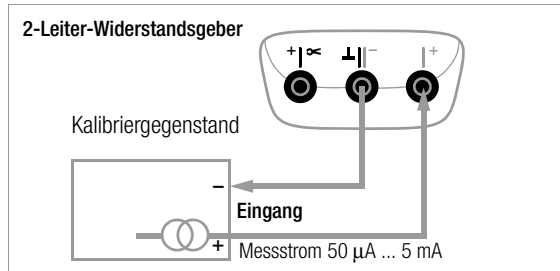 2-Leiter-Widerstandsgeber
+ | ⊥ | – | +
Kalibriergegenstand
–
Eingang
+
Messstrom 50 µA ... 5 mA